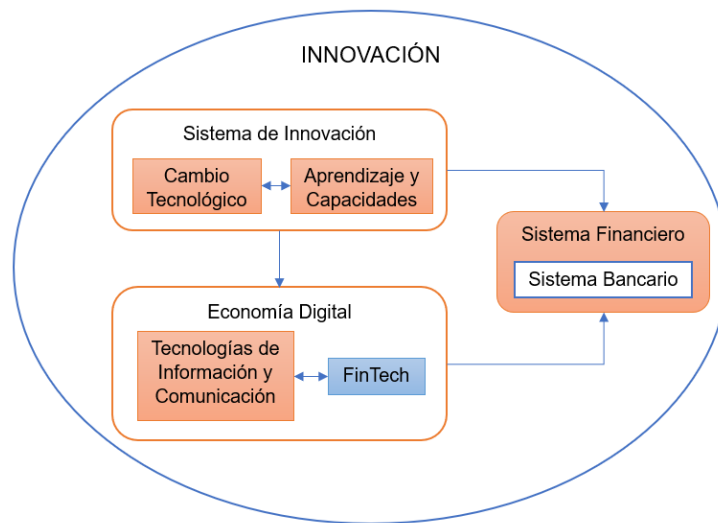 INNOVACIÓN
Sistema de Innovación
Cambio
Tecnológico
Aprendizaje y
Capacidades
Sistema Financiero
Sistema Bancario
Economía Digital
Tecnologías de
Información y
Comunicación
FinTech